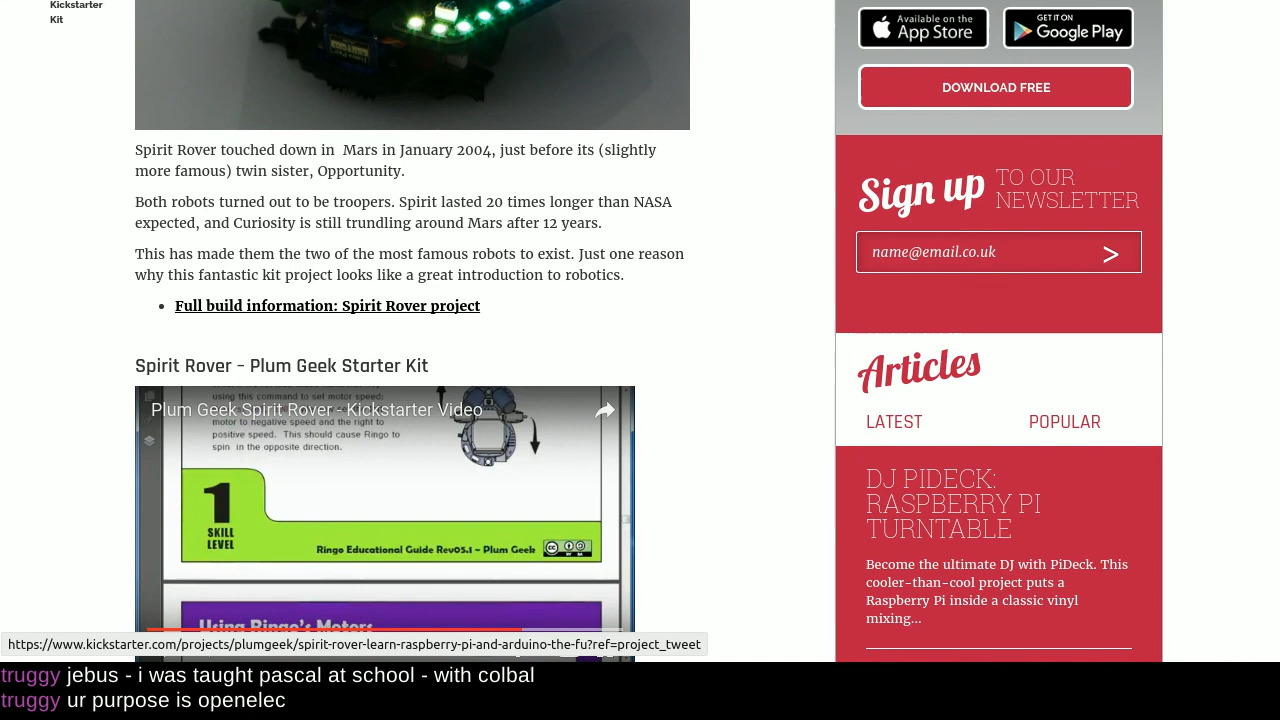 Kickstarter
Kit
Spirit Rover touched down in Mars in January 2004, just before its (slightly
more famous) twin sister, Opportunity.
Both robots turned out to be troopers. Spirit lasted 20 times longer than NASA
expected, and Curiosity is still trundling around Mars after 12 years.
This has made them the two of the most famous robots to exist. Just one reason
why this fantastic kit project looks like a great introduction to robotics.
Full build information: Spirit Rover project
Spirit Rover – Plum Geek Starter Kit
using this command to set motor speed:
Plum Geek Spirit Rover - Kickstarter Video
motor to negative speed and the right to
positive speed. This should cause Ringo to
spin in the opposite direction.
1
SKILL
LEVEL
Ringo Educational Guide Rev05.1 ~ Plum Geek
Using Ringo's Motors
https://www.kickstarter.com/projects/plumgeek/spirit-rover-learn-raspberry-pi-and-arduino-the-fu?ref=project_tweet
Available on the
App Store
GET IT ON
Google Play
DOWNLOAD FREE
Sign up TO OUR
NEWSLETTER
name@email.co.uk >
Articles
LATEST POPULAR
DJ PIDECK:
RASPBERRY PI
TURNTABLE
Become the ultimate DJ with PiDeck. This
cooler-than-cool project puts a
Raspberry Pi inside a classic vinyl
mixing...
truggy jebus - i was taught pascal at school - with colbal
truggy ur purpose is openelec